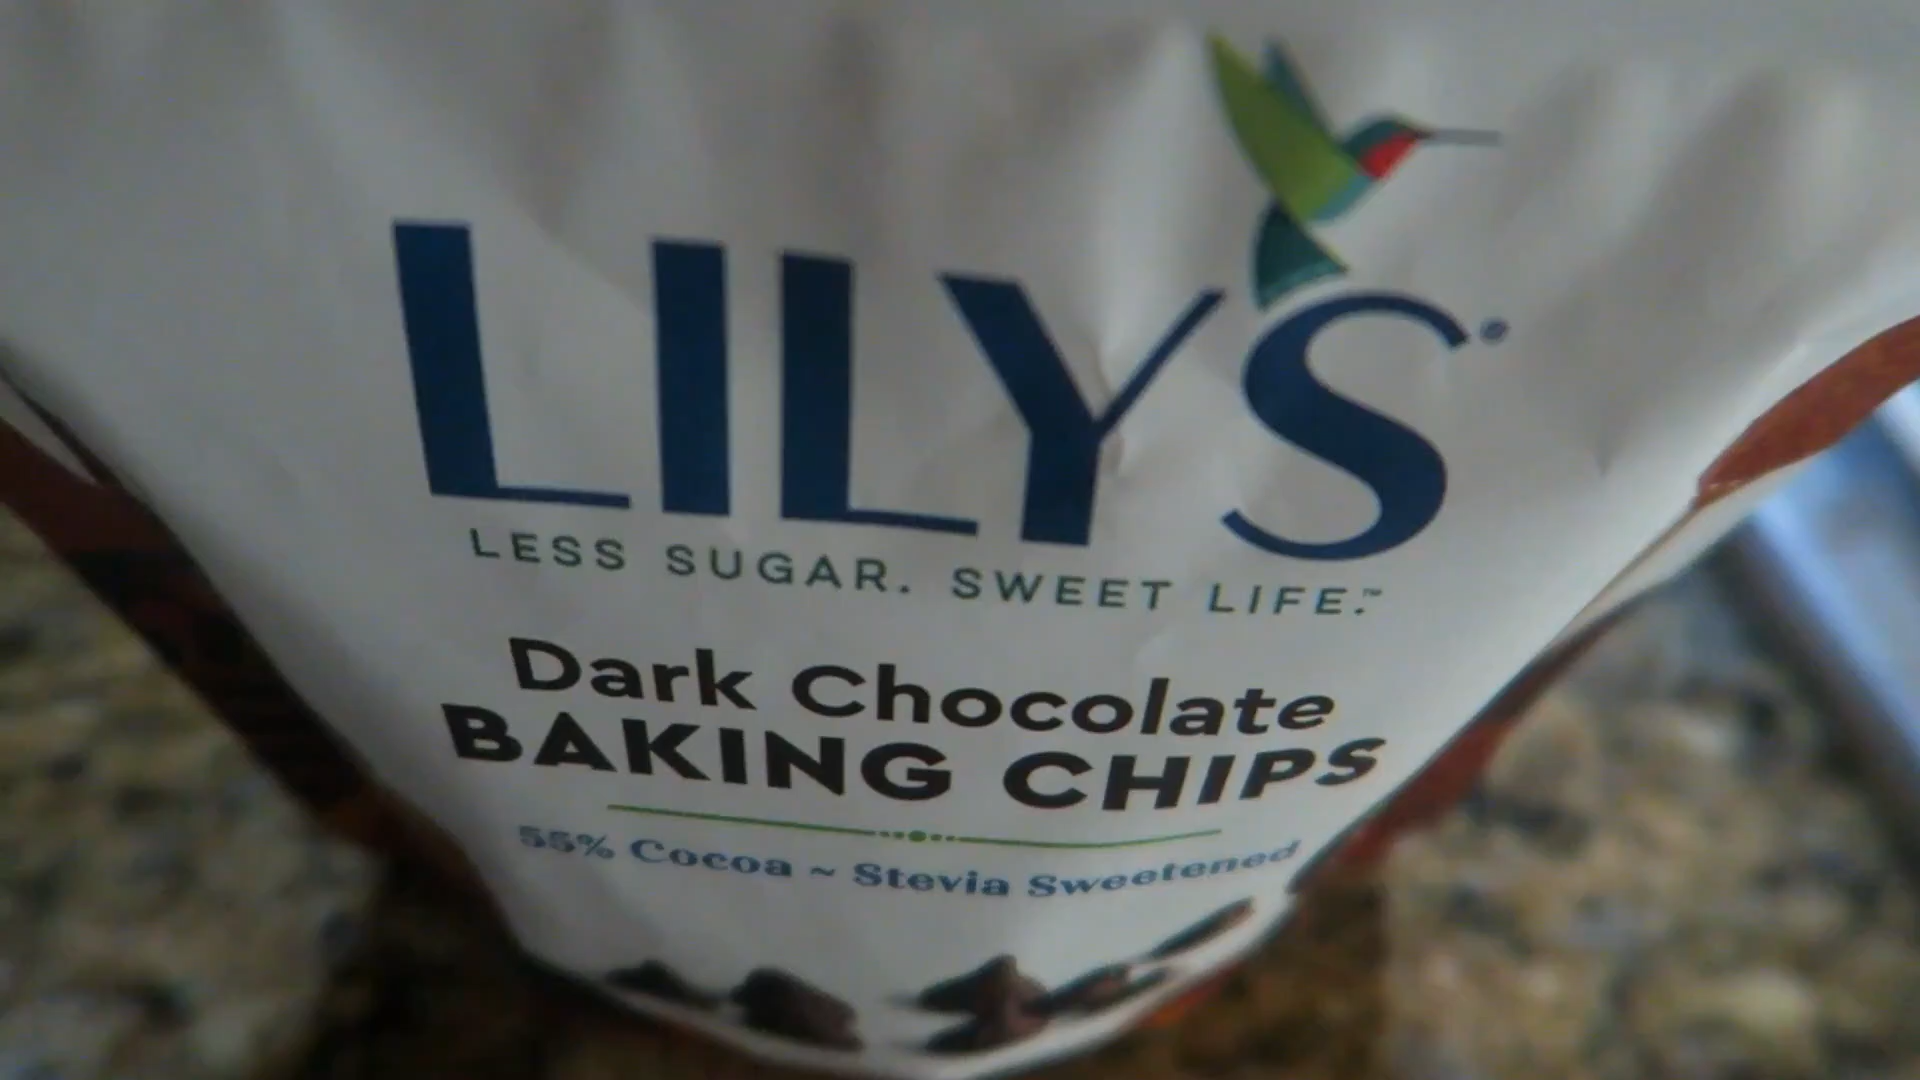 LILY'S®
LESS SUGAR. SWEET LIFE.™
Dark Chocolate
BAKING CHIPS
55% Cocoa ~ Stevia Sweetened